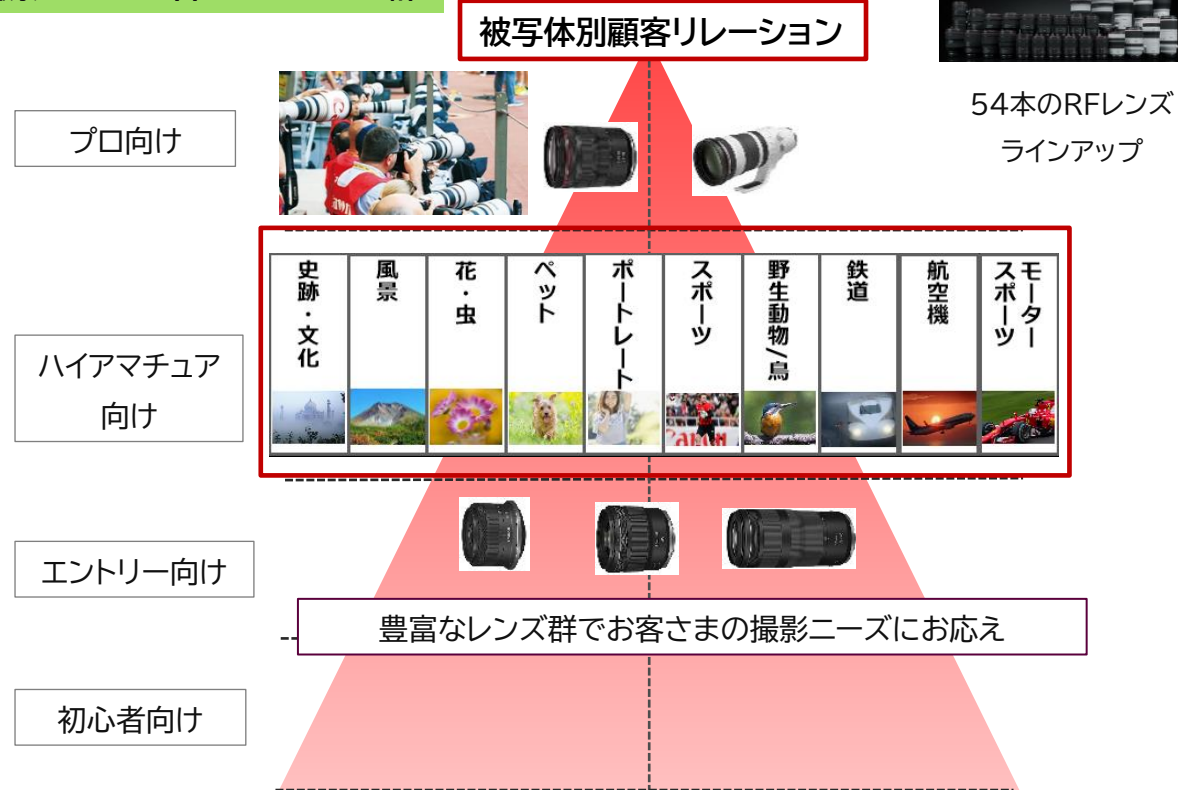 被写体別顧客リレーション
54本のRFレンズ
ラインアップ
プロ向け
史跡・文化
風景
花・虫
ペット
ポートレート
スポーツ
野生動物/鳥
鉄道
航空機
モーター
スポーツ
Canon
ハイアマチュア
向け
エントリー向け
豊富なレンズ群でお客さまの撮影ニーズにお応え
初心者向け